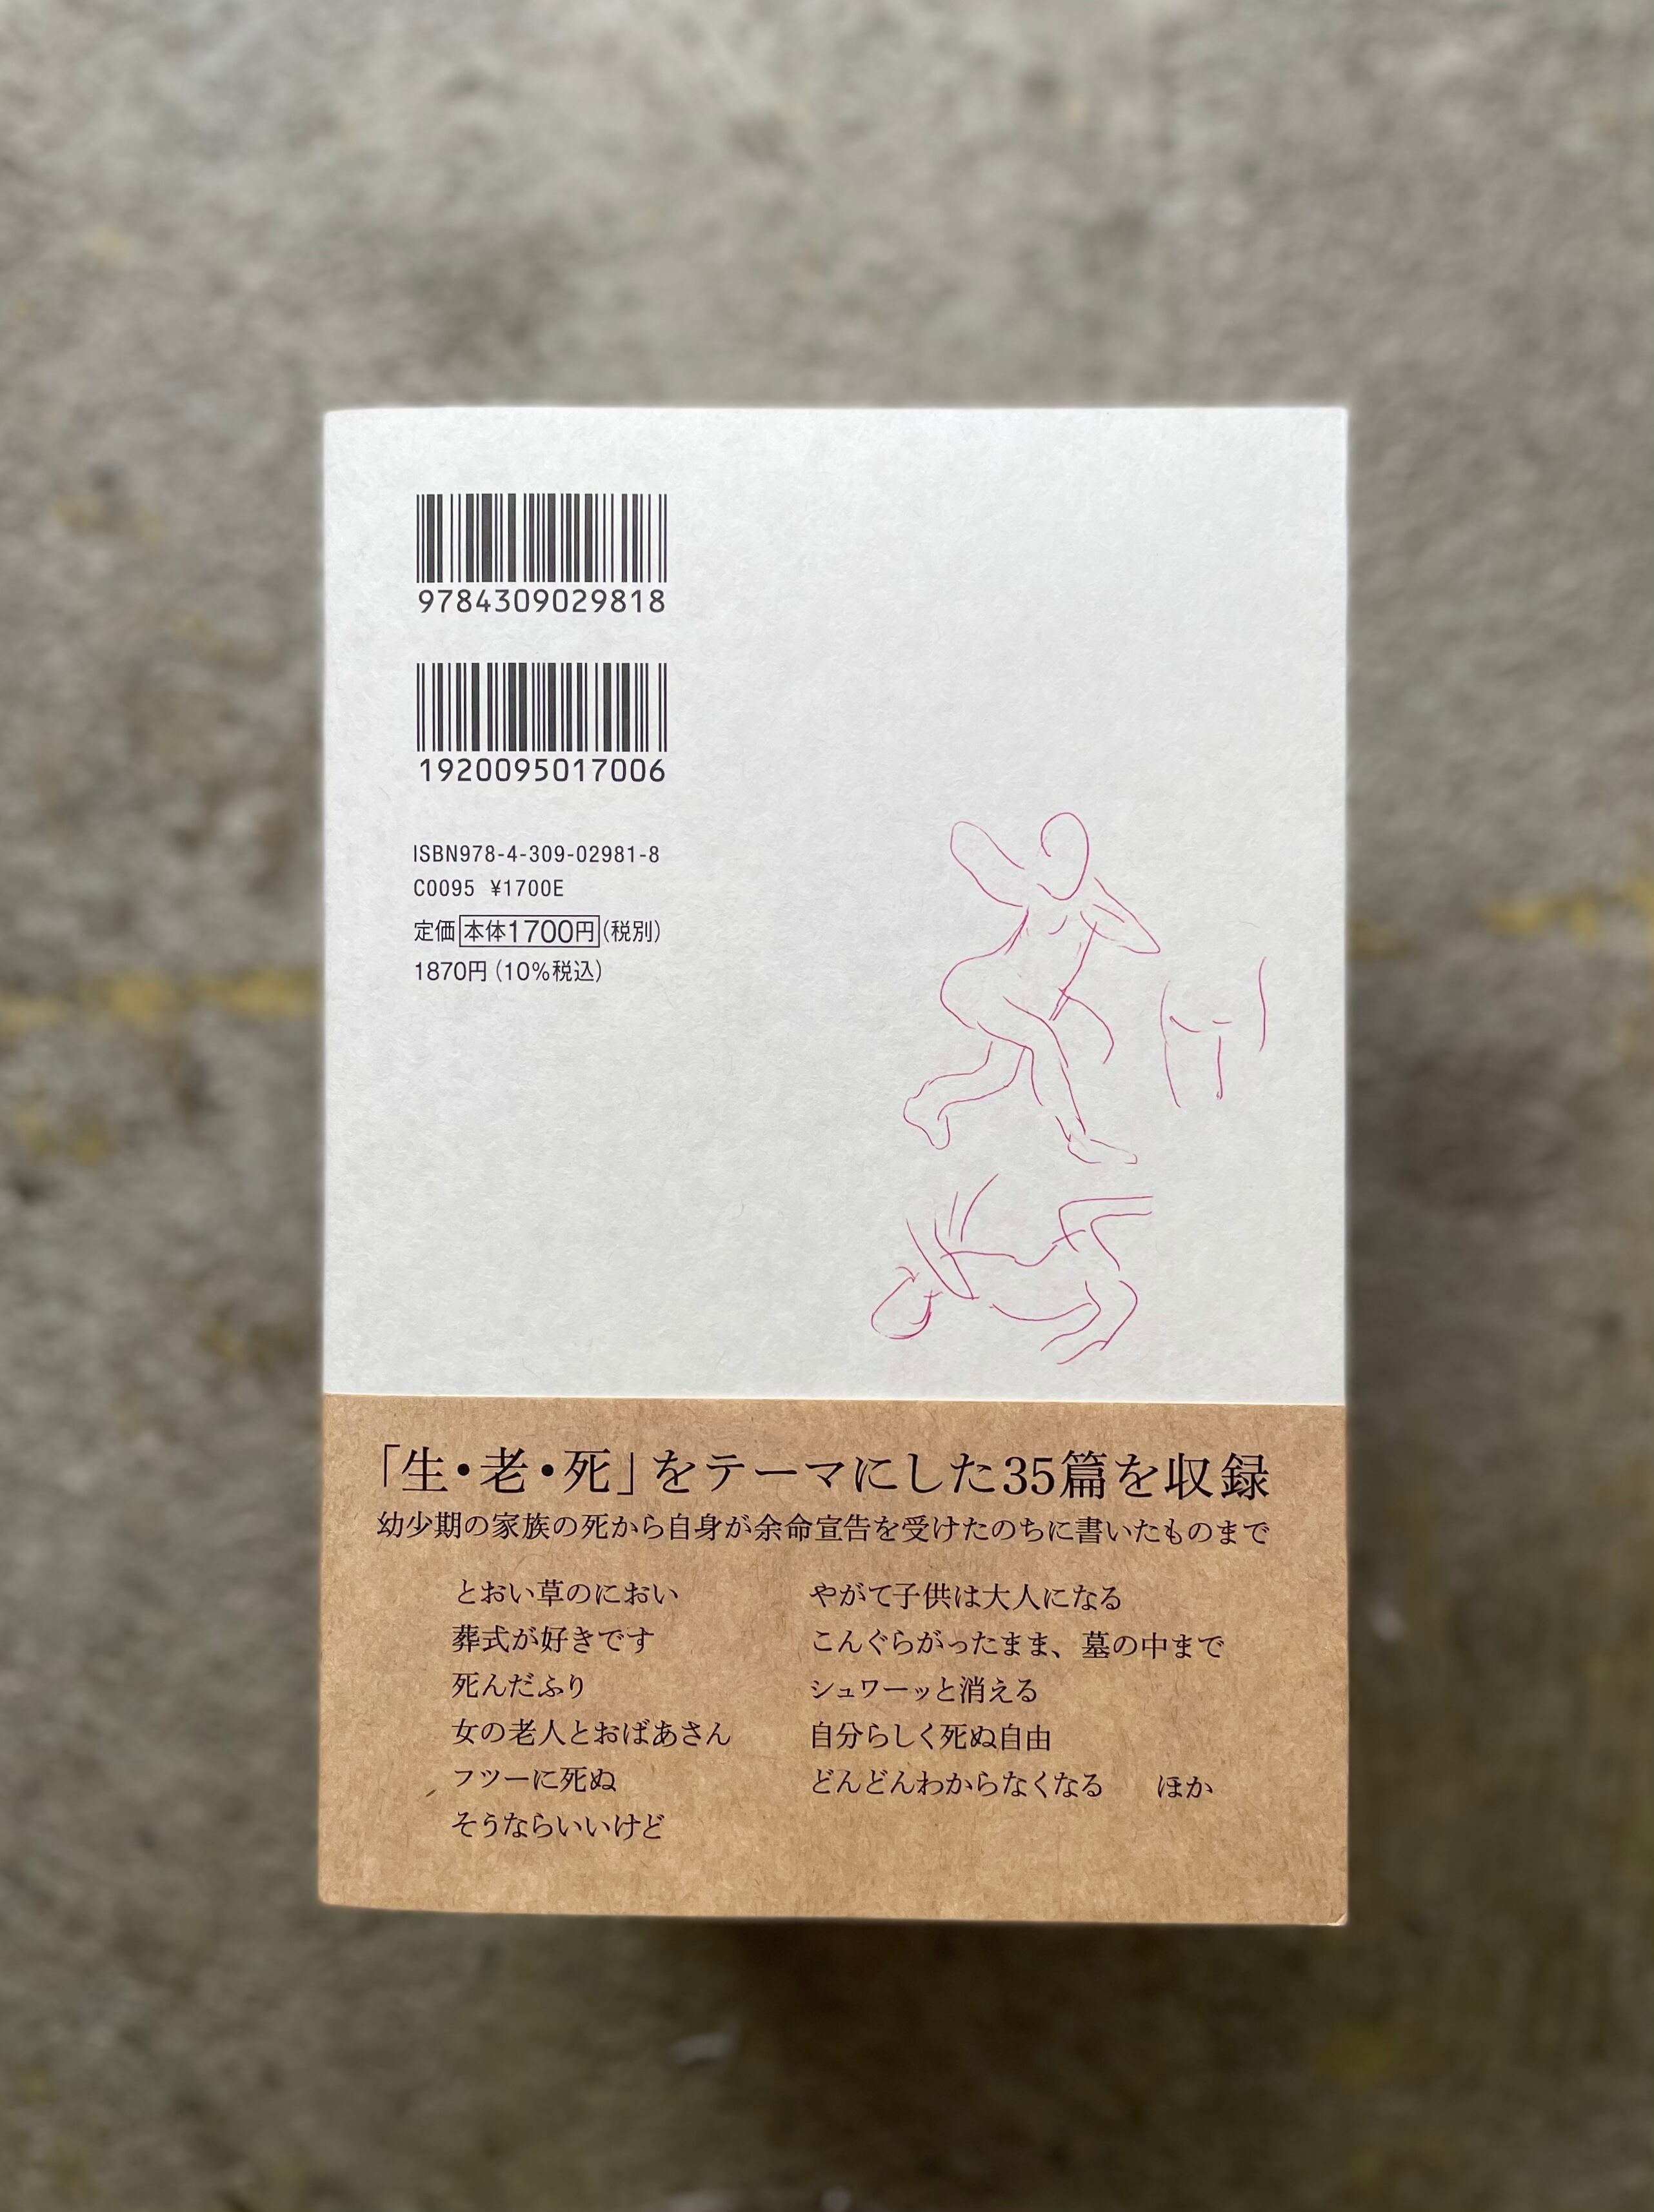 9784309029818
1920095017006
ISBN978-4-309-02981-8
C0095 ¥1700E
定価 本体1700円(税別)
1870円(10%税込)
「生・老・死」をテーマにした35篇を収録
幼少期の家族の死から自身が余命宣告を受けたのちに書いたものまで
とおい草のにおい
葬式が好きです
死んだふり
女の老人とおばあさん
フツーに死ぬ
そうならいいけど
やがて子供は大人になる
こんぐらがったまま、墓の中まで
シュワーッと消える
自分らしく死ぬ自由
どんどんわからなくなる ほか